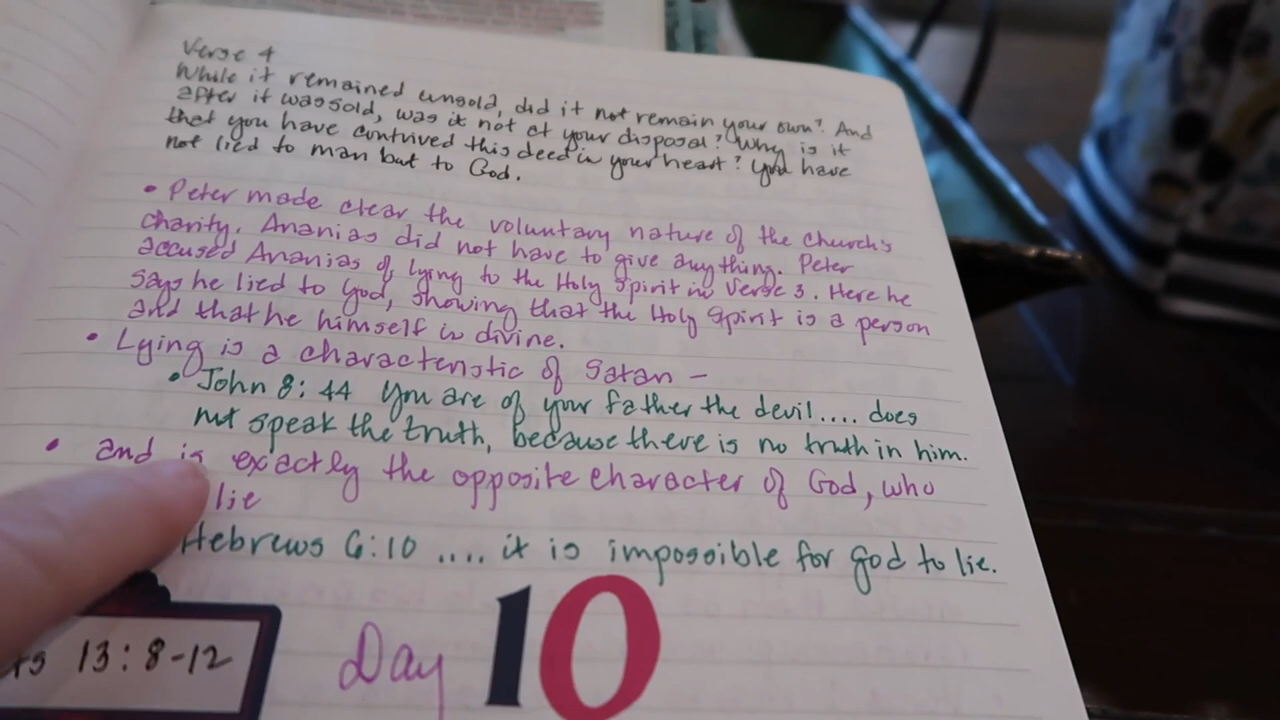 Verse 4
While it remained unsold, did it not remain your own? And
after it was sold, was it not at your disposal? Why is it
that you have contrived this deed in your heart? You have
not lied to man but to God.
• Peter made clear the voluntary nature of the church's
charity. Ananias did not have to give anything. Peter
accused Ananias of lying to the Holy Spirit in Verse 3. Here he
says he lied to God, showing that the Holy Spirit is a person
and that he himself is divine.
• Lying is a characteristic of Satan –
• John 8:44 You are of your father the devil.... does
not speak the truth, because there is no truth in him.
• and is exactly the opposite character of God, who
lie
Hebrews 6:10 .... it is impossible for god to lie.
Day 10
13:8-12